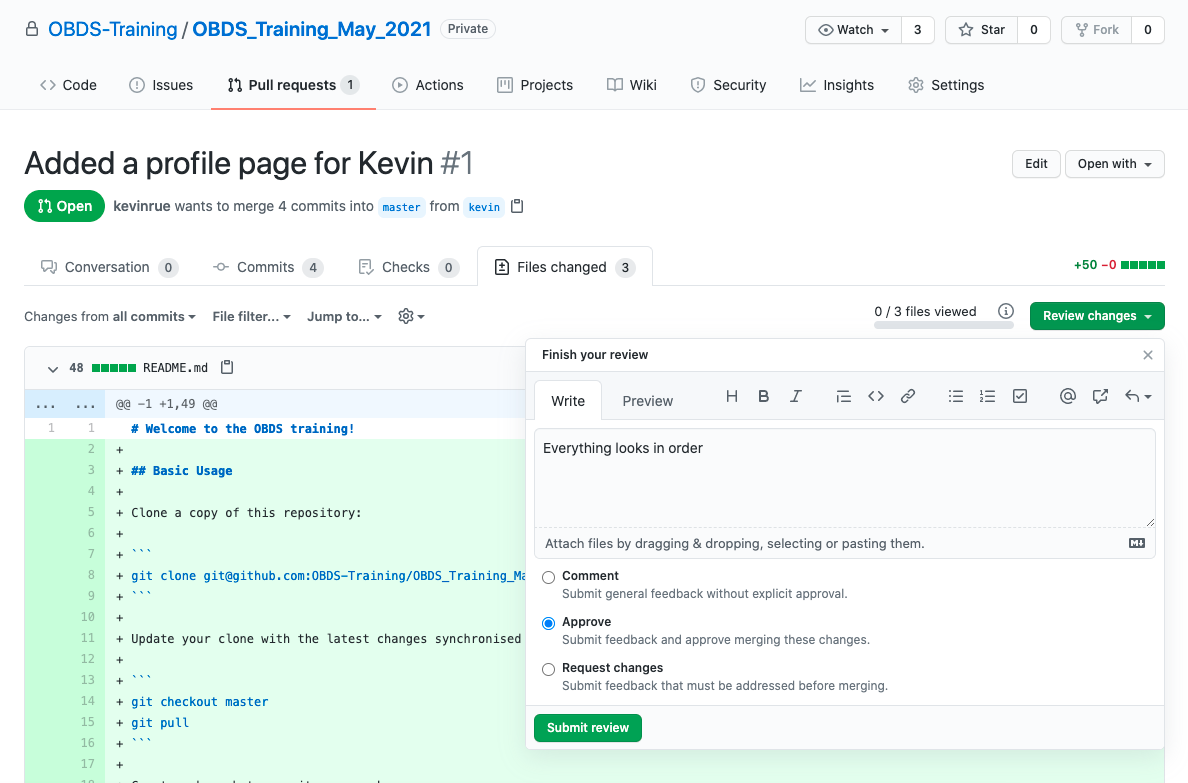 OBDS-Training / OBDS_Training_May_2021 Private
Watch 3 Star 0 Fork 0
Code Issues Pull requests 1 Actions Projects Wiki Security Insights Settings
Added a profile page for Kevin #1
Edit Open with
Open kevinrue wants to merge 4 commits into master from kevin
Conversation 0 Commits 4 Checks 0 Files changed 3
+50 −0
Changes from all commits File filter... Jump to...
0 / 3 files viewed
Review changes
48 README.md
... ... @@ -1 +1,49 @@
1 1 # Welcome to the OBDS training!
2 +
3 + ## Basic Usage
4 +
5 + Clone a copy of this repository:
6 +
7 + ```
8 + git clone git@github.com:OBDS-Training/OBDS_Training_Ma
9 + ```
10 +
11 + Update your clone with the latest changes synchronised
12 +
13 + ```
14 + git checkout master
15 + git pull
16 + ```
17 +
Finish your review
Write Preview
Everything looks in order
Attach files by dragging & dropping, selecting or pasting them.
Comment
Submit general feedback without explicit approval.
Approve
Submit feedback and approve merging these changes.
Request changes
Submit feedback that must be addressed before merging.
Submit review